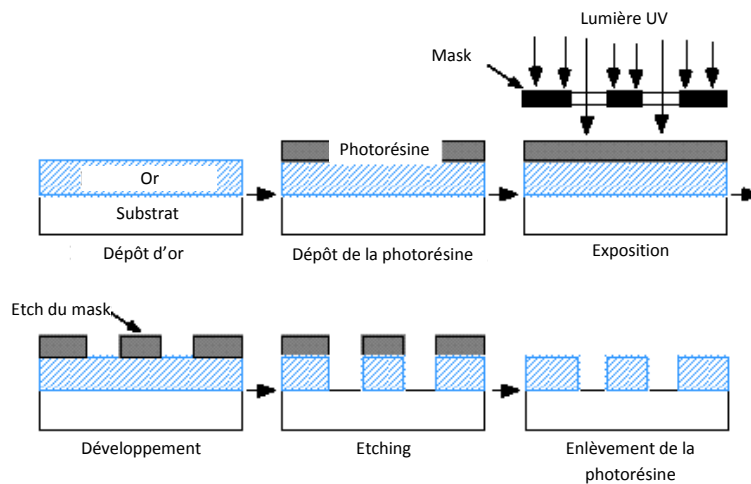 Lumière UV
Mask
Photorésine
Or
Substrat
Dépôt d’or
Dépôt de la photorésine
Exposition
Etch du mask
Développement
Etching
Enlèvement de la
photorésine